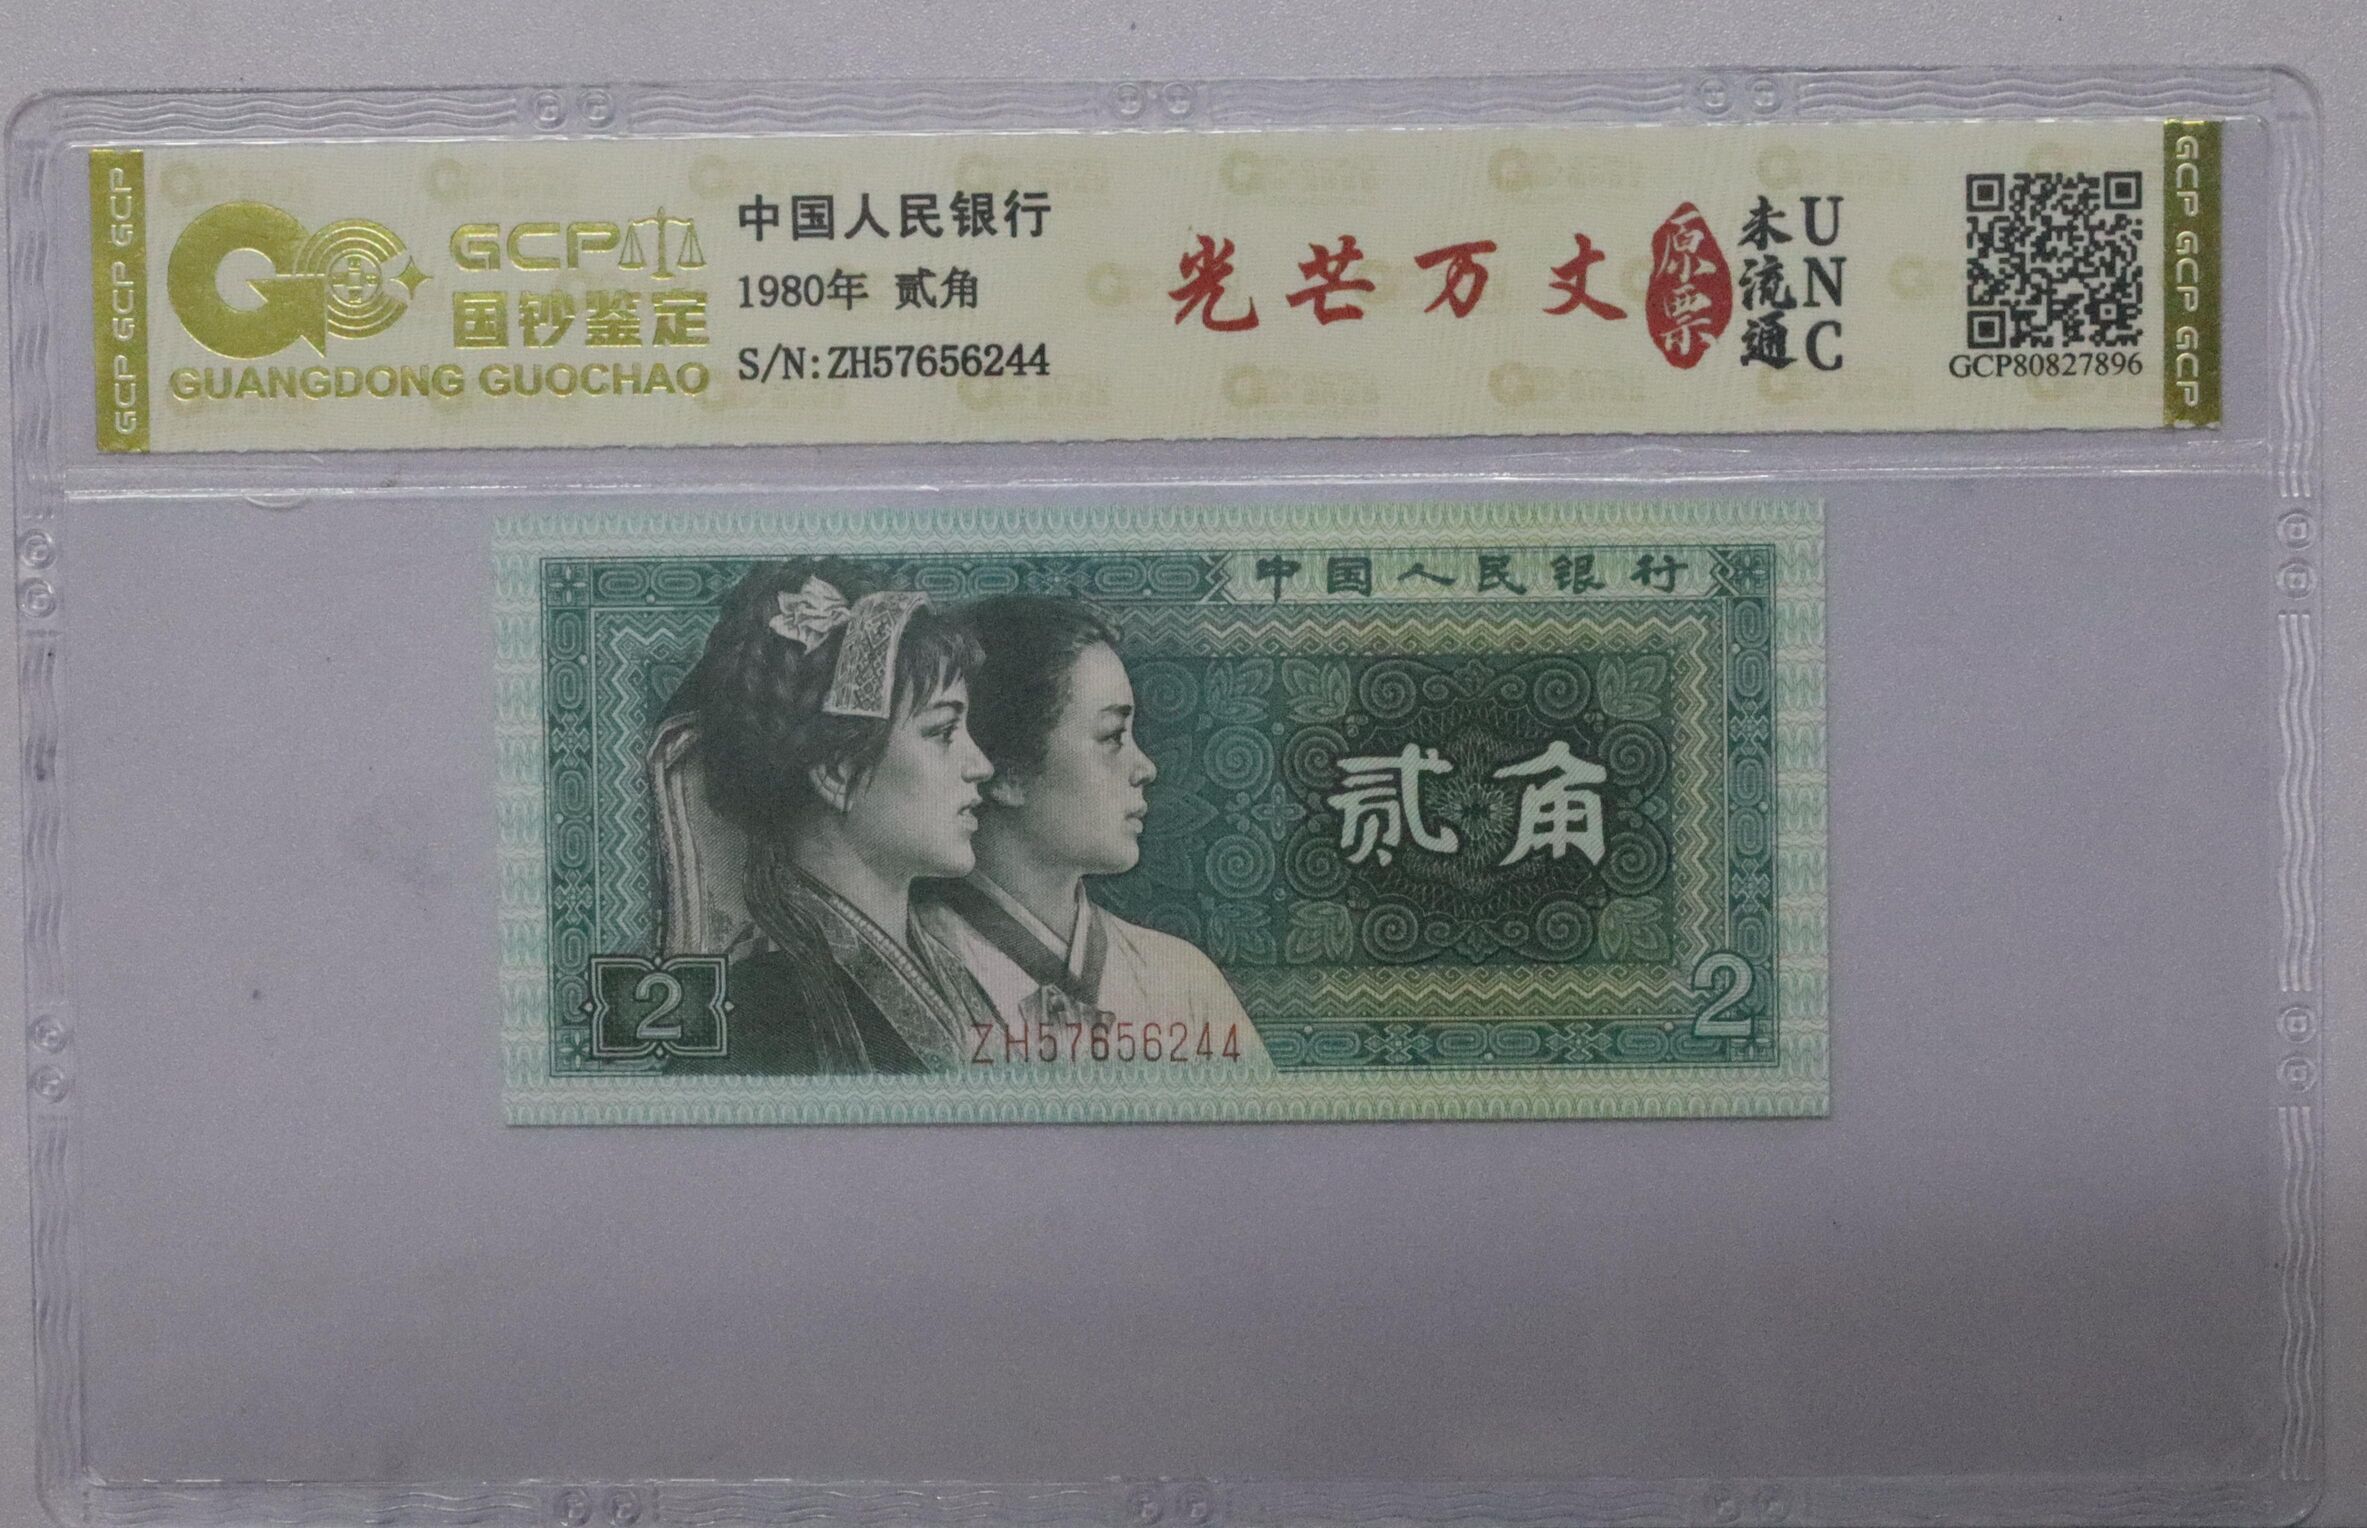 GCP GCP GCP
GCP
国钞鉴定
GUANGDONG GUOCHAO
中国人民银行
1980年 贰角
S/N:ZH57656244
光芒万丈
原票
未流通
UNC
GCP80827896
GCP GCP GCP
中国人民银行
贰角
2
2
ZH57656244